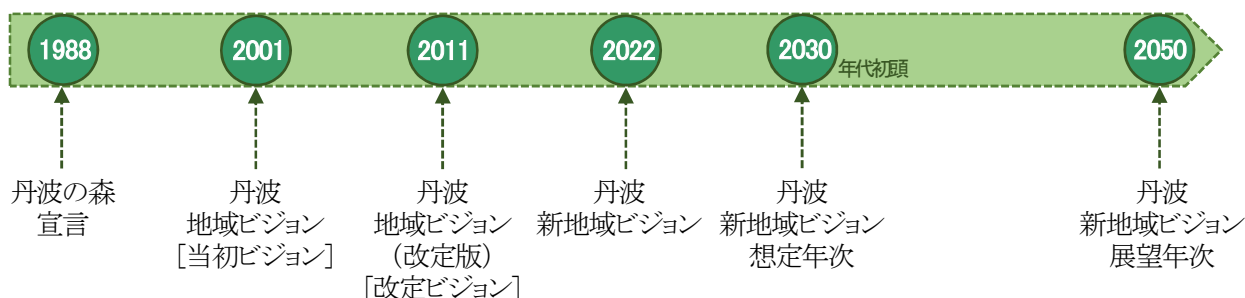 1988
2001
2011
2022
2030
年代初頭
2050
丹波の森
宣言
丹波
地域ビジョン
[当初ビジョン]
丹波
地域ビジョン
(改定版)
[改定ビジョン]
丹波
新地域ビジョン
丹波
新地域ビジョン
想定年次
丹波
新地域ビジョン
展望年次